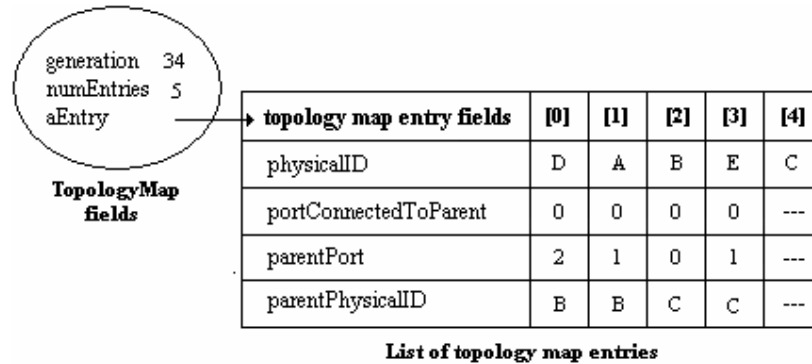 generation 34
numEntries 5
aEntry
TopologyMap
fields
topology map entry fields [0] [1] [2] [3] [4]
physicalID D A B E C
portConnectedToParent 0 0 0 0 ---
parentPort 2 1 0 1 ---
parentPhysicalID B B C C ---
List of topology map entries